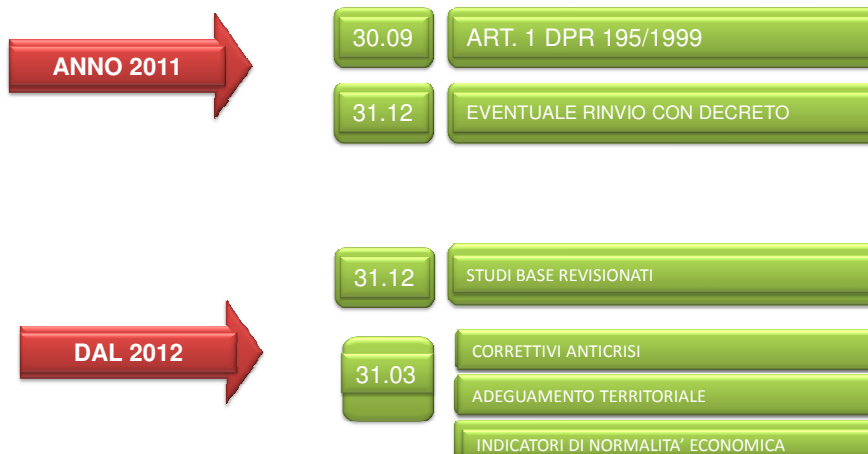 ANNO 2011
30.09
ART. 1 DPR 195/1999
31.12
EVENTUALE RINVIO CON DECRETO
DAL 2012
31.12
STUDI BASE REVISIONATI
31.03
CORRETTIVI ANTICRISI
ADEGUAMENTO TERRITORIALE
INDICATORI DI NORMALITA’ ECONOMICA